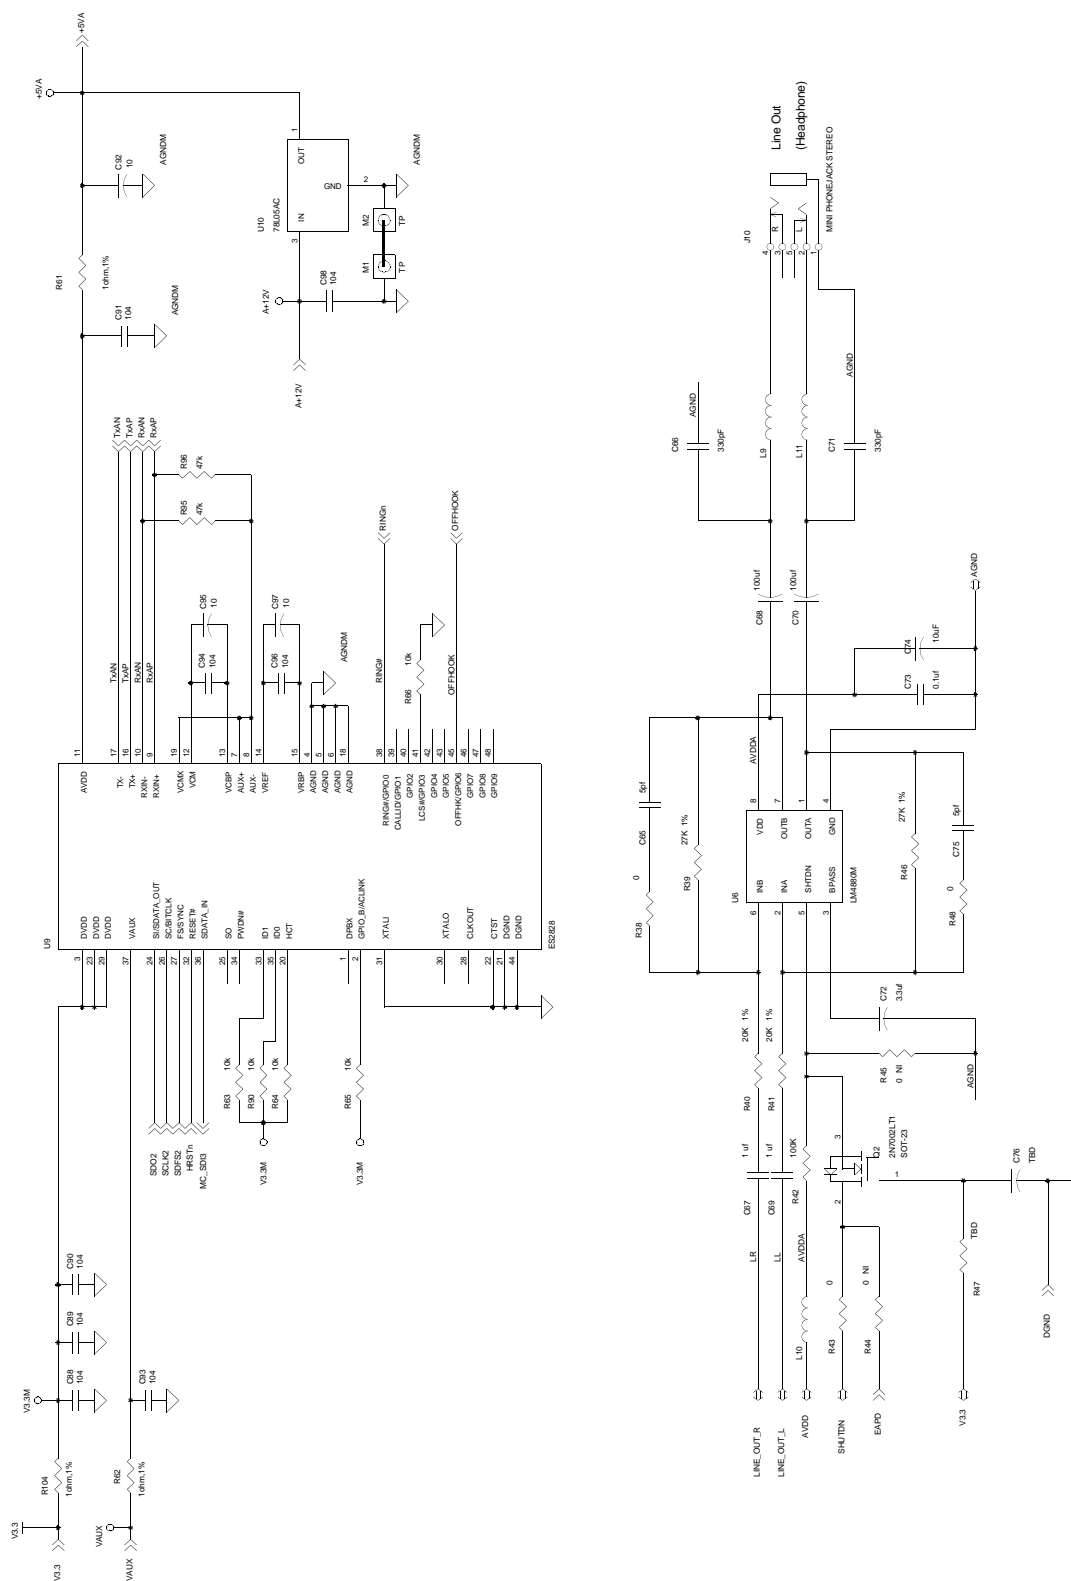 +5VA
+5VA
C92
10
AGNDM
R61
1ohm,1%
C91
104
AGNDM
U10
78L05AC
IN
OUT
GND
3
1
2
M1
TP
M2
TP
AGNDM
C98
104
A+12V
A+12V
TxAN
TxAP
RxAN
RxAP
R96
47k
R95
47k
TxAN
TxAP
RxAN
RxAP
C95
10
C94
104
C97
10
C96
104
AGNDM
RING#
RINGn
R66
10k
OFFHOOK
OFFHOOK
U9
ES2828
11
AVDD
17
TX-
16
TX+
10
RXIN-
9
RXIN+
19
VCMX
12
VCM
13
VCBP
7
AUX+
8
AUX-
14
VREF
15
VRBP
4
AGND
5
AGND
6
AGND
18
AGND
38
RING#/GPIO0
39
CALLID/GPIO1
40
GPIO2
41
LCS#/GPIO3
42
GPIO4
43
GPIO5
45
OFFHK/GPIO6
46
GPIO7
47
GPIO8
48
GPIO9
3
DVDD
23
DVDD
29
DVDD
37
VAUX
24
SI/SDATA_OUT
26
SC/BITCLK
27
FS/SYNC
32
RESET#
36
SDATA_IN
25
SO
34
PWDN#
33
ID1
35
ID0
20
HCT
1
DPBX
2
GPIO_B/ACLINK
31
XTALI
30
XTALO
28
CLKOUT
22
CTST
21
DGND
44
DGND
R63
10k
R90
10k
R64
10k
V3.3M
R65
10k
V3.3M
SDO2
SCLK2
SDFS2
HRSTn
MC_SDI3
C90
104
C89
104
C88
104
V3.3M
C93
104
R104
1ohm,1%
R62
1ohm,1%
V3.3
V3.3
VAUX
VAUX
Line Out
(Headphone)
MINI PHONEJACK STEREO
J10
4
3
5
2
1
R
L
AGND
C66
330pF
L9
L11
AGND
C71
330pF
C68
100uf
C70
100uf
AGND
C74
10uF
C73
0.1uf
AVDDA
C65
5pf
R38
0
R39
27K 1%
U6
LM4880M
8
VDD
7
OUTB
1
OUTA
4
GND
6
INB
2
INA
5
SHTDN
3
BPASS
R46
27K 1%
C75
5pf
R48
0
C72
3.3uf
R45
0 NI
AGND
R40
20K 1%
R41
20K 1%
C67
1 uf
C69
1 uf
R42
100K
Q2
2N7002LT1
SOT-23
3
2
1
C76
TBD
DGND
R47
TBD
V3.3
LR
LL
AVDDA
L10
R43
0
R44
0 NI
LINE_OUT_R
LINE_OUT_L
AVDD
SHUTDN
EAPD